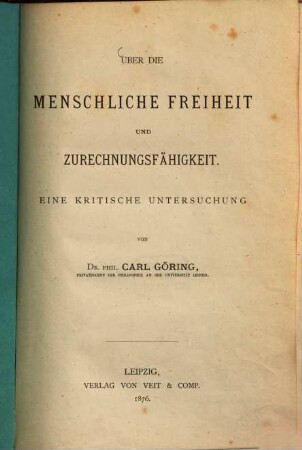 ÜBER DIE
MENSCHLICHE FREIHEIT
UND
ZURECHNUNGSFÄHIGKEIT.
EINE KRITISCHE UNTERSUCHUNG
VON
DR. PHIL. CARL GÖRING,
PRIVATDOCENT DER PHILOSOPHIE AN DER UNIVERSITÄT LEIPZIG.
LEIPZIG,
VERLAG VON VEIT & COMP.
1876.